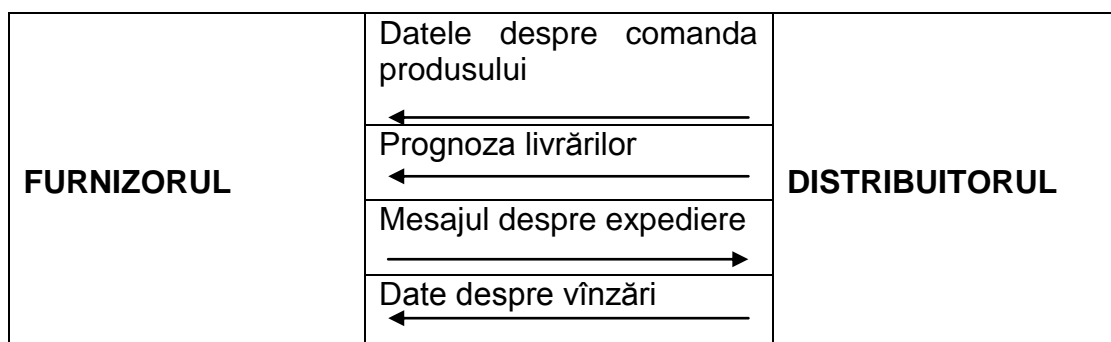 Datele despre comanda
produsului
Prognoza livrărilor
FURNIZORUL
DISTRIBUITORUL
Mesajul despre expediere
Date despre vînzări